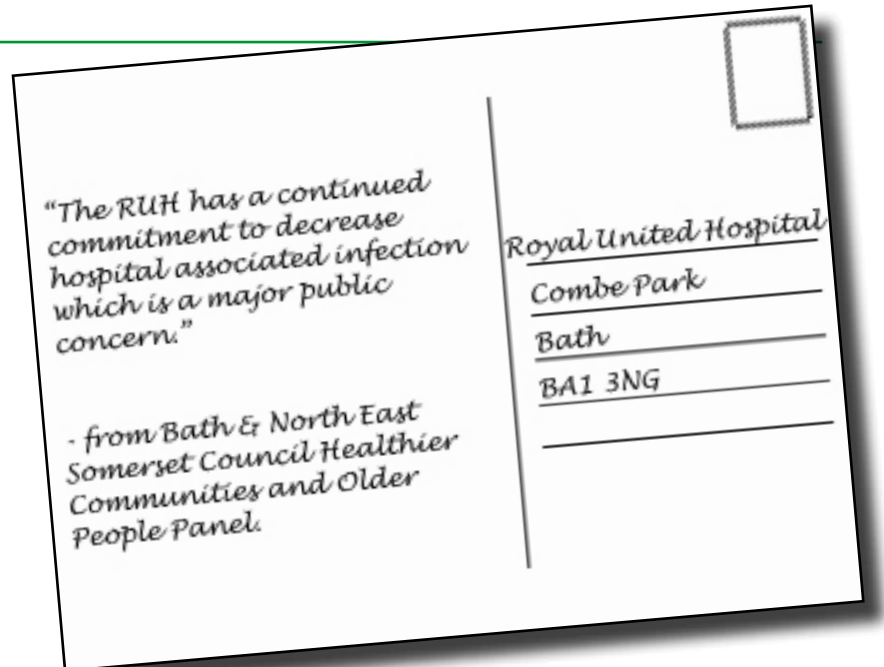 “The RUH has a continued
commitment to decrease
hospital associated infection
which is a major public
concern.”
- from Bath & North East
Somerset Council Healthier
Communities and Older
People Panel.
Royal United Hospital
Combe Park
Bath
BA1 3NG